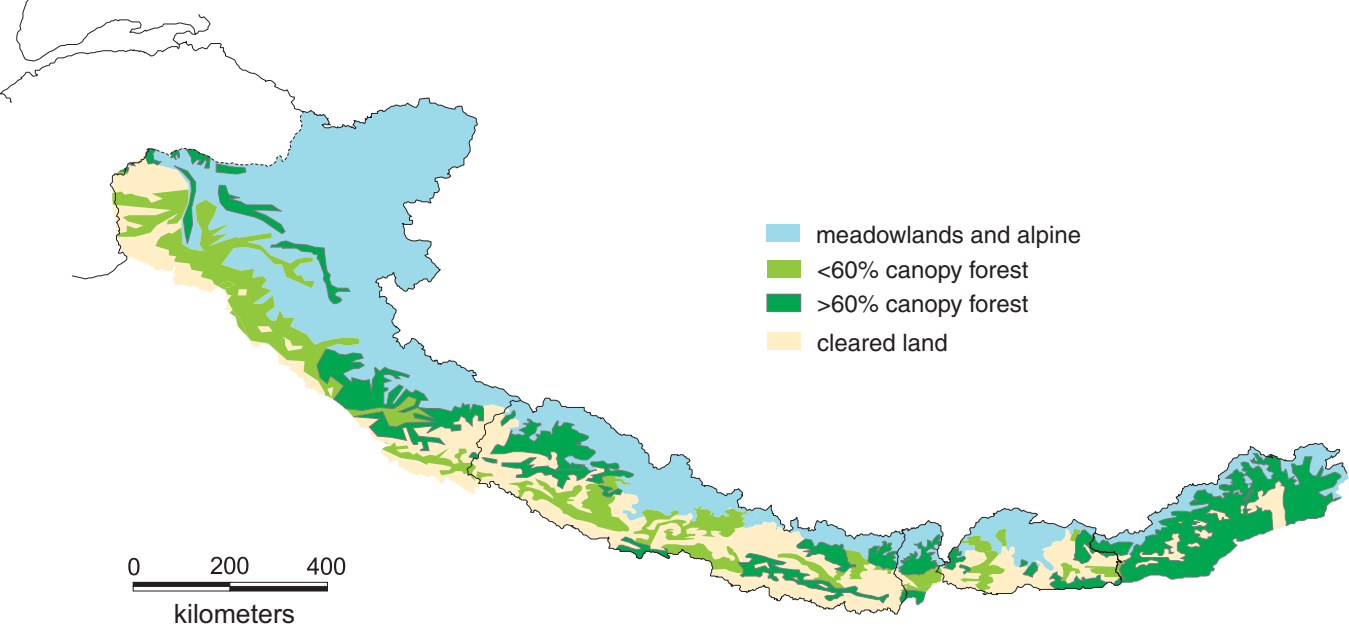 meadowlands and alpine
<60% canopy forest
>60% canopy forest
cleared land
0 200 400
kilometers